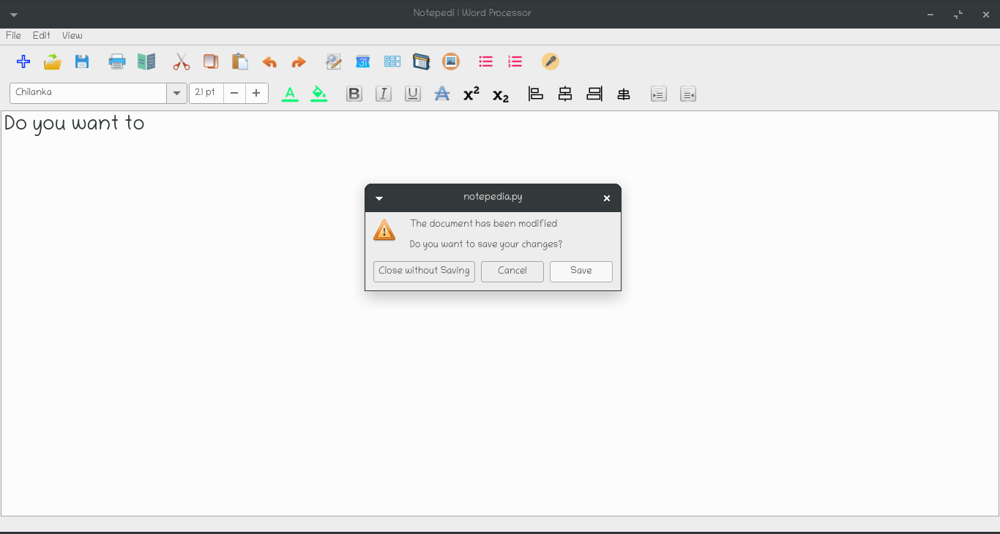 Notepedi | Word Processor
File Edit View
31
Chilanka 21 pt
A B I U A x² x₂
Do you want to
notepedia.py
The document has been modified
Do you want to save your changes?
Close without Saving Cancel Save